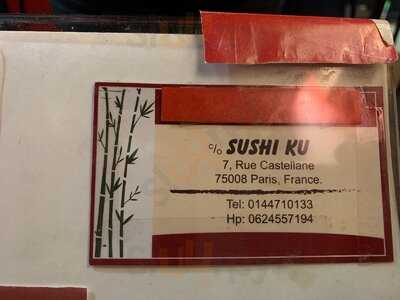 c/o SUSHI KU
7, Rue Castellane
75008 Paris, France.
Tel: 0144710133
Hp: 0624557194